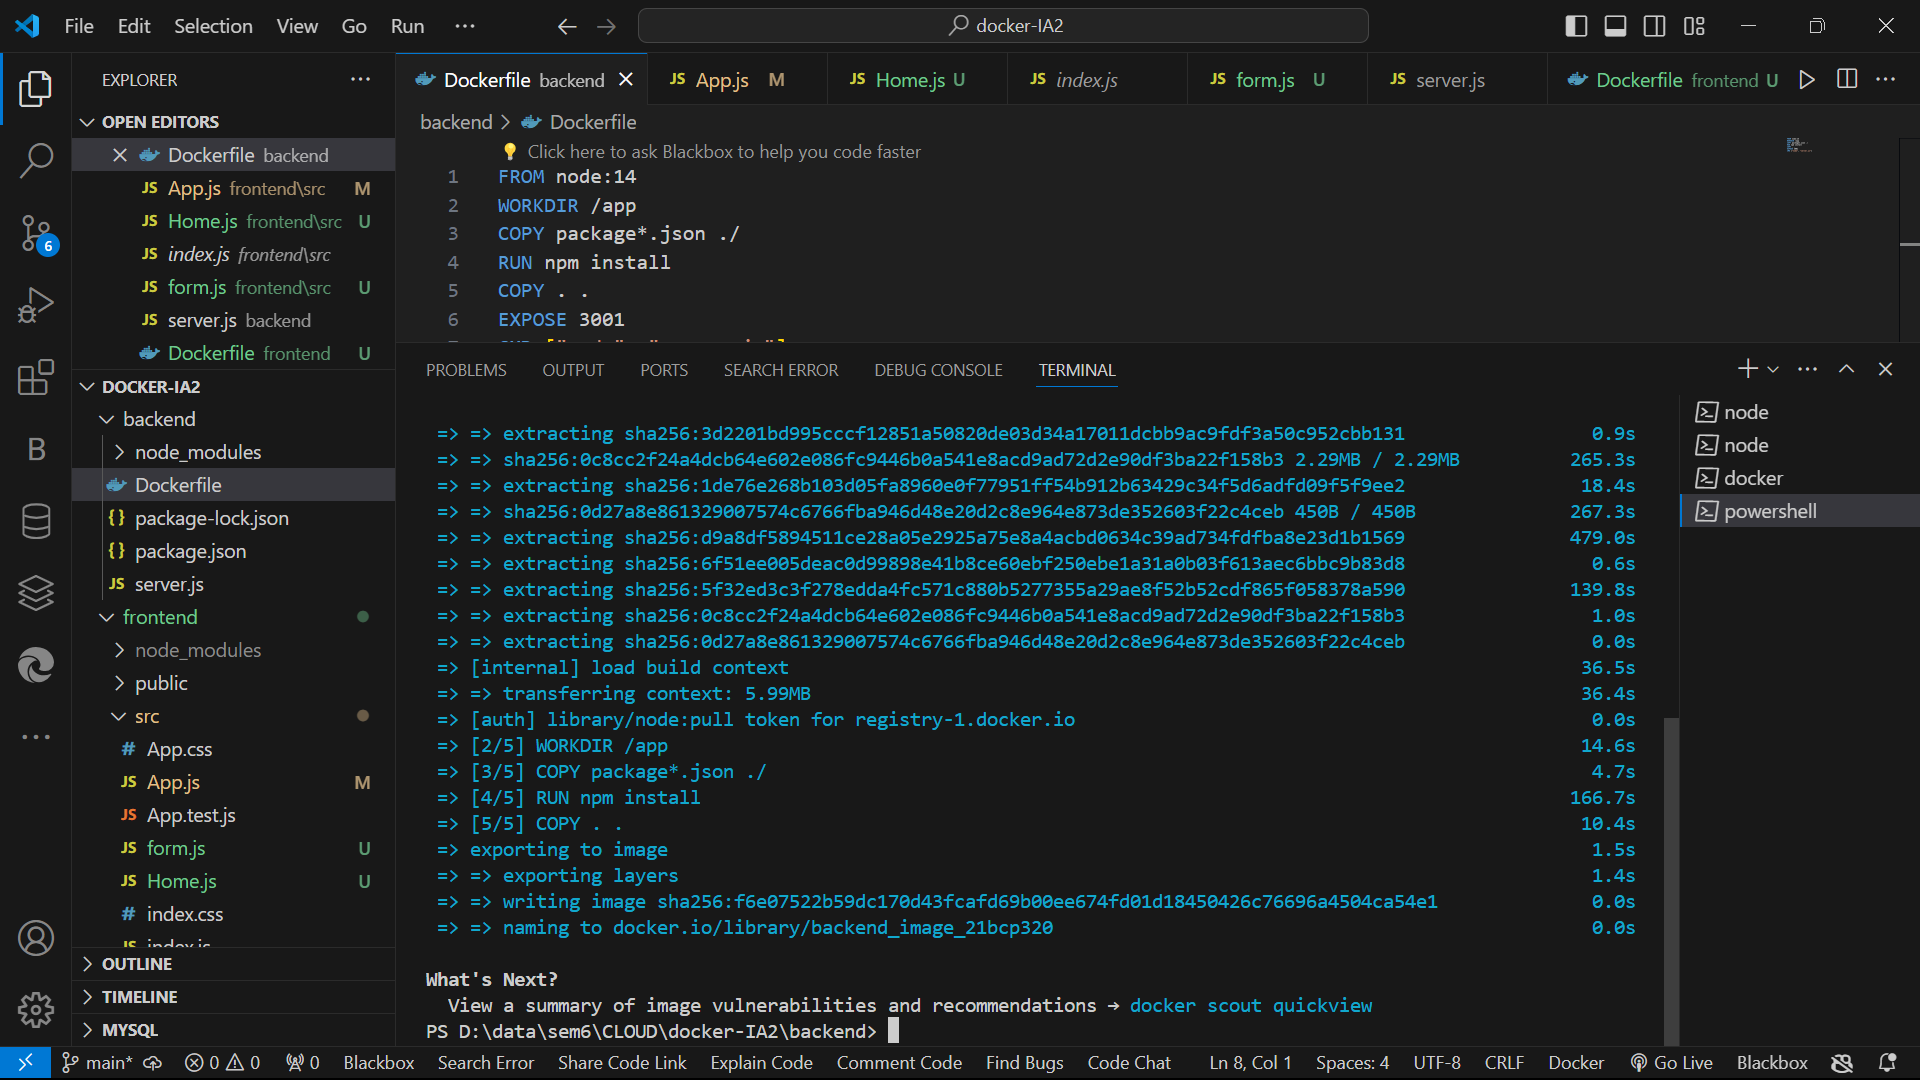 File Edit Selection View Go Run ··· docker-IA2
EXPLORER
OPEN EDITORS
Dockerfile backend
JS App.js frontend\src M
JS Home.js frontend\src U
JS index.js frontend\src
JS form.js frontend\src U
JS server.js backend
Dockerfile frontend U
DOCKER-IA2
backend
node_modules
Dockerfile
{} package-lock.json
{} package.json
JS server.js
frontend
node_modules
public
src
# App.css
JS App.js M
JS App.test.js
JS form.js U
JS Home.js U
# index.css
JS index.js
OUTLINE
TIMELINE
MYSQL
6
B
Dockerfile backend JS App.js M JS Home.js U JS index.js JS form.js U JS server.js Dockerfile frontend U
backend > Dockerfile
Click here to ask Blackbox to help you code faster
1 FROM node:14
2 WORKDIR /app
3 COPY package*.json ./
4 RUN npm install
5 COPY . .
6 EXPOSE 3001
PROBLEMS OUTPUT PORTS SEARCH ERROR DEBUG CONSOLE TERMINAL
=> => extracting sha256:3d2201bd995cccf12851a50820de03d34a17011dcbb9ac9fdf3a50c952cbb131 0.9s
=> => sha256:0c8cc2f24a4dcb64e602e086fc9446b0a541e8acd9ad72d2e90df3ba22f158b3 2.29MB / 2.29MB 265.3s
=> => extracting sha256:1de76e268b103d05fa8960e0f77951ff54b912b63429c34f5d6adfd09f5f9ee2 18.4s
=> => sha256:0d27a8e861329007574c6766fba946d48e20d2c8e964e873de352603f22c4ceb 450B / 450B 267.3s
=> => extracting sha256:d9a8df5894511ce28a05e2925a75e8a4acbd0634c39ad734fdfba8e23d1b1569 479.0s
=> => extracting sha256:6f51ee005deac0d99898e41b8ce60ebf250ebe1a31a0b03f613aec6bbc9b83d8 0.6s
=> => extracting sha256:5f32ed3c3f278edda4fc571c880b5277355a29ae8f52b52cdf865f058378a590 139.8s
=> => extracting sha256:0c8cc2f24a4dcb64e602e086fc9446b0a541e8acd9ad72d2e90df3ba22f158b3 1.0s
=> => extracting sha256:0d27a8e861329007574c6766fba946d48e20d2c8e964e873de352603f22c4ceb 0.0s
=> [internal] load build context 36.5s
=> => transferring context: 5.99MB 36.4s
=> [auth] library/node:pull token for registry-1.docker.io 0.0s
=> [2/5] WORKDIR /app 14.6s
=> [3/5] COPY package*.json ./ 4.7s
=> [4/5] RUN npm install 166.7s
=> [5/5] COPY . . 10.4s
=> exporting to image 1.5s
=> => exporting layers 1.4s
=> => writing image sha256:f6e07522b59dc170d43fcafd69b00ee674fd01d18450426c76696a4504ca54e1 0.0s
=> => naming to docker.io/library/backend_image_21bcp320 0.0s
What's Next?
View a summary of image vulnerabilities and recommendations → docker scout quickview
PS D:\data\sem6\CLOUD\docker-IA2\backend>
node
node
docker
powershell
main* 0 0 0 Blackbox Search Error Share Code Link Explain Code Comment Code Find Bugs Code Chat Ln 8, Col 1 Spaces: 4 UTF-8 CRLF Docker Go Live Blackbox